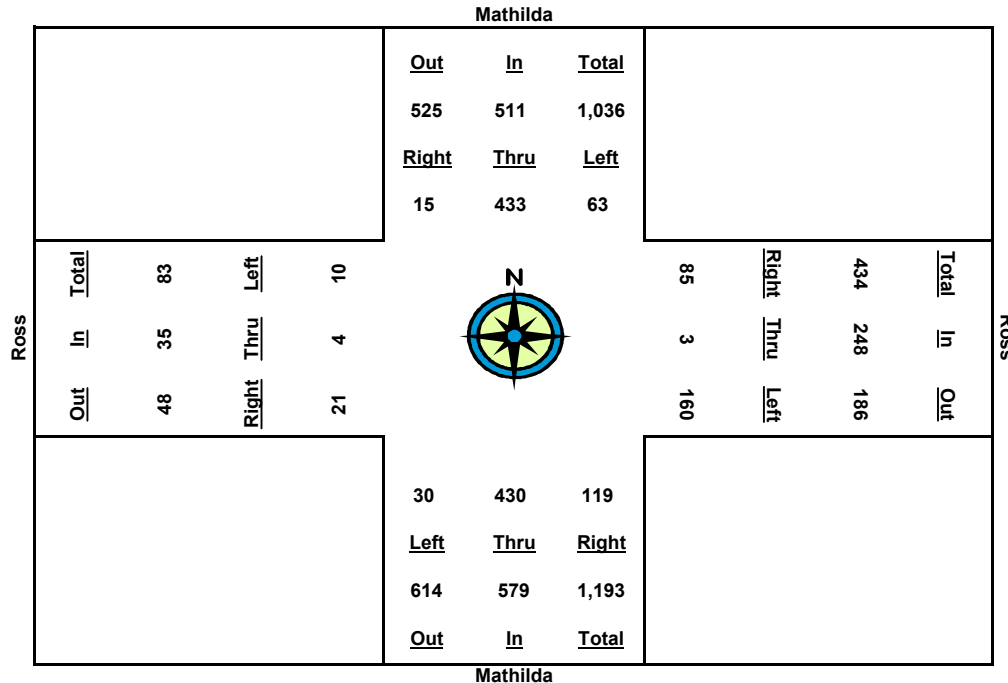 Mathilda
Out In Total
525 511 1,036
Right Thru Left
15 433 63
Ross
Total In Out
83 35 48
Left Thru Right
10 4 21
N
85 3 160
Right Thru Left
434 248 186
Total In Out
Ross
30 430 119
Left Thru Right
614 579 1,193
Out In Total
Mathilda